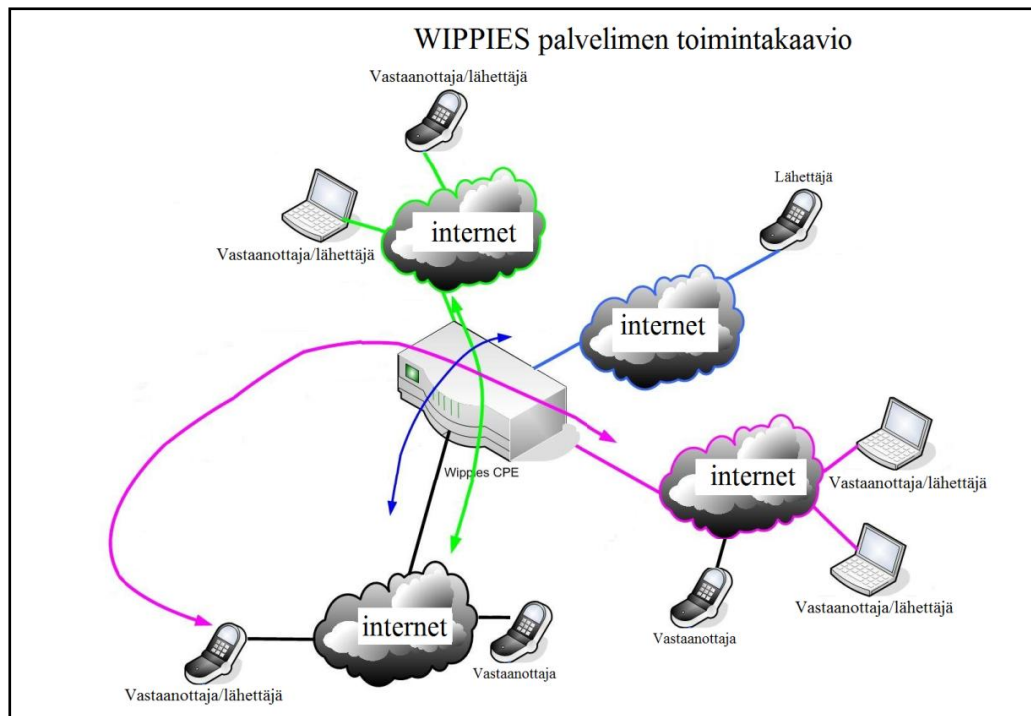 WIPPIES palvelimen toimintakaavio
Vastaanottaja/lähettäjä
Lähettäjä
internet
Vastaanottaja/lähettäjä
internet
Wippies CPE
internet
Vastaanottaja/lähettäjä
Vastaanottaja/lähettäjä
Vastaanottaja
internet
Vastaanottaja
Vastaanottaja/lähettäjä